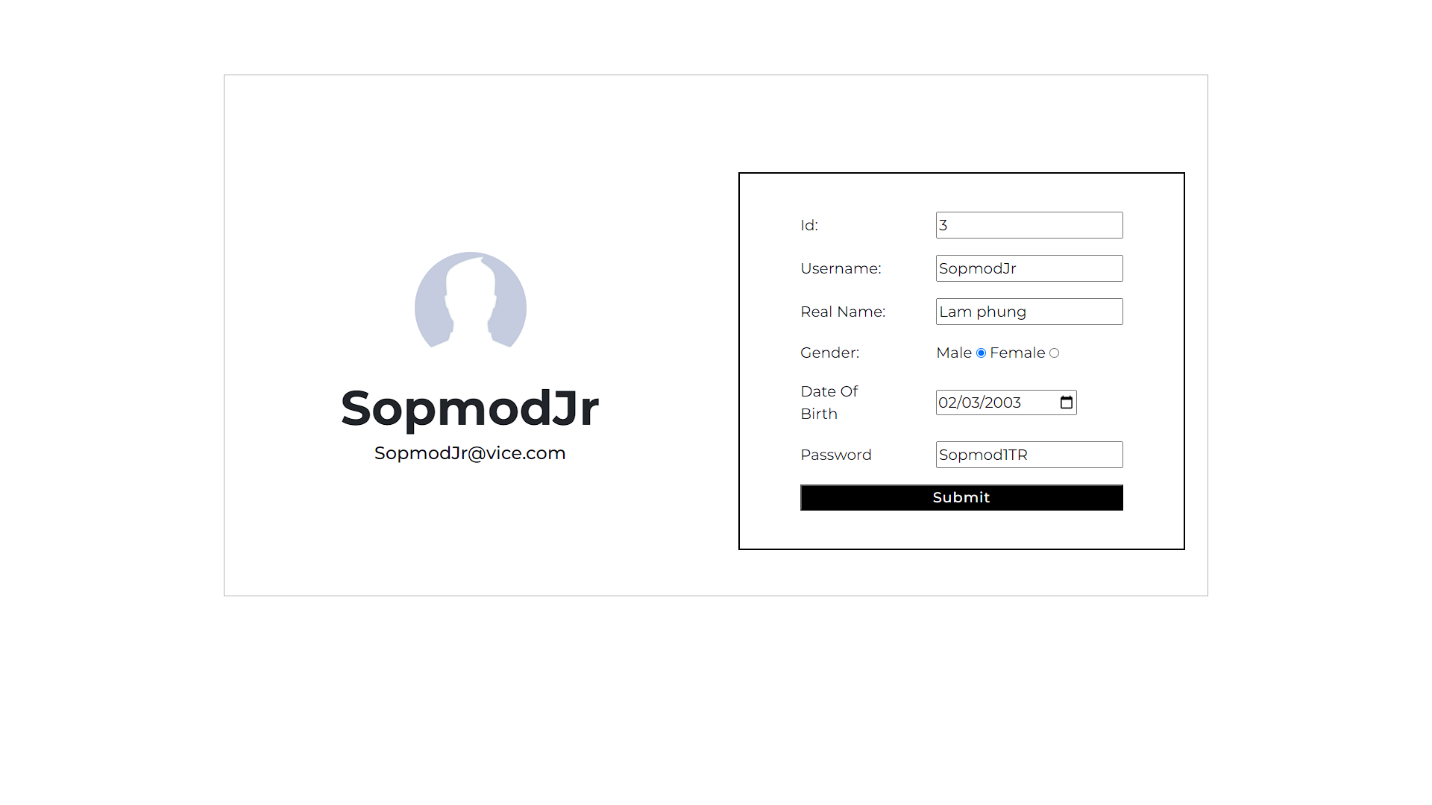 SopmodJr
SopmodJr@vice.com
Id: 3
Username: SopmodJr
Real Name: Lam phung
Gender: Male Female
Date Of
Birth 02/03/2003
Password Sopmod1TR
Submit